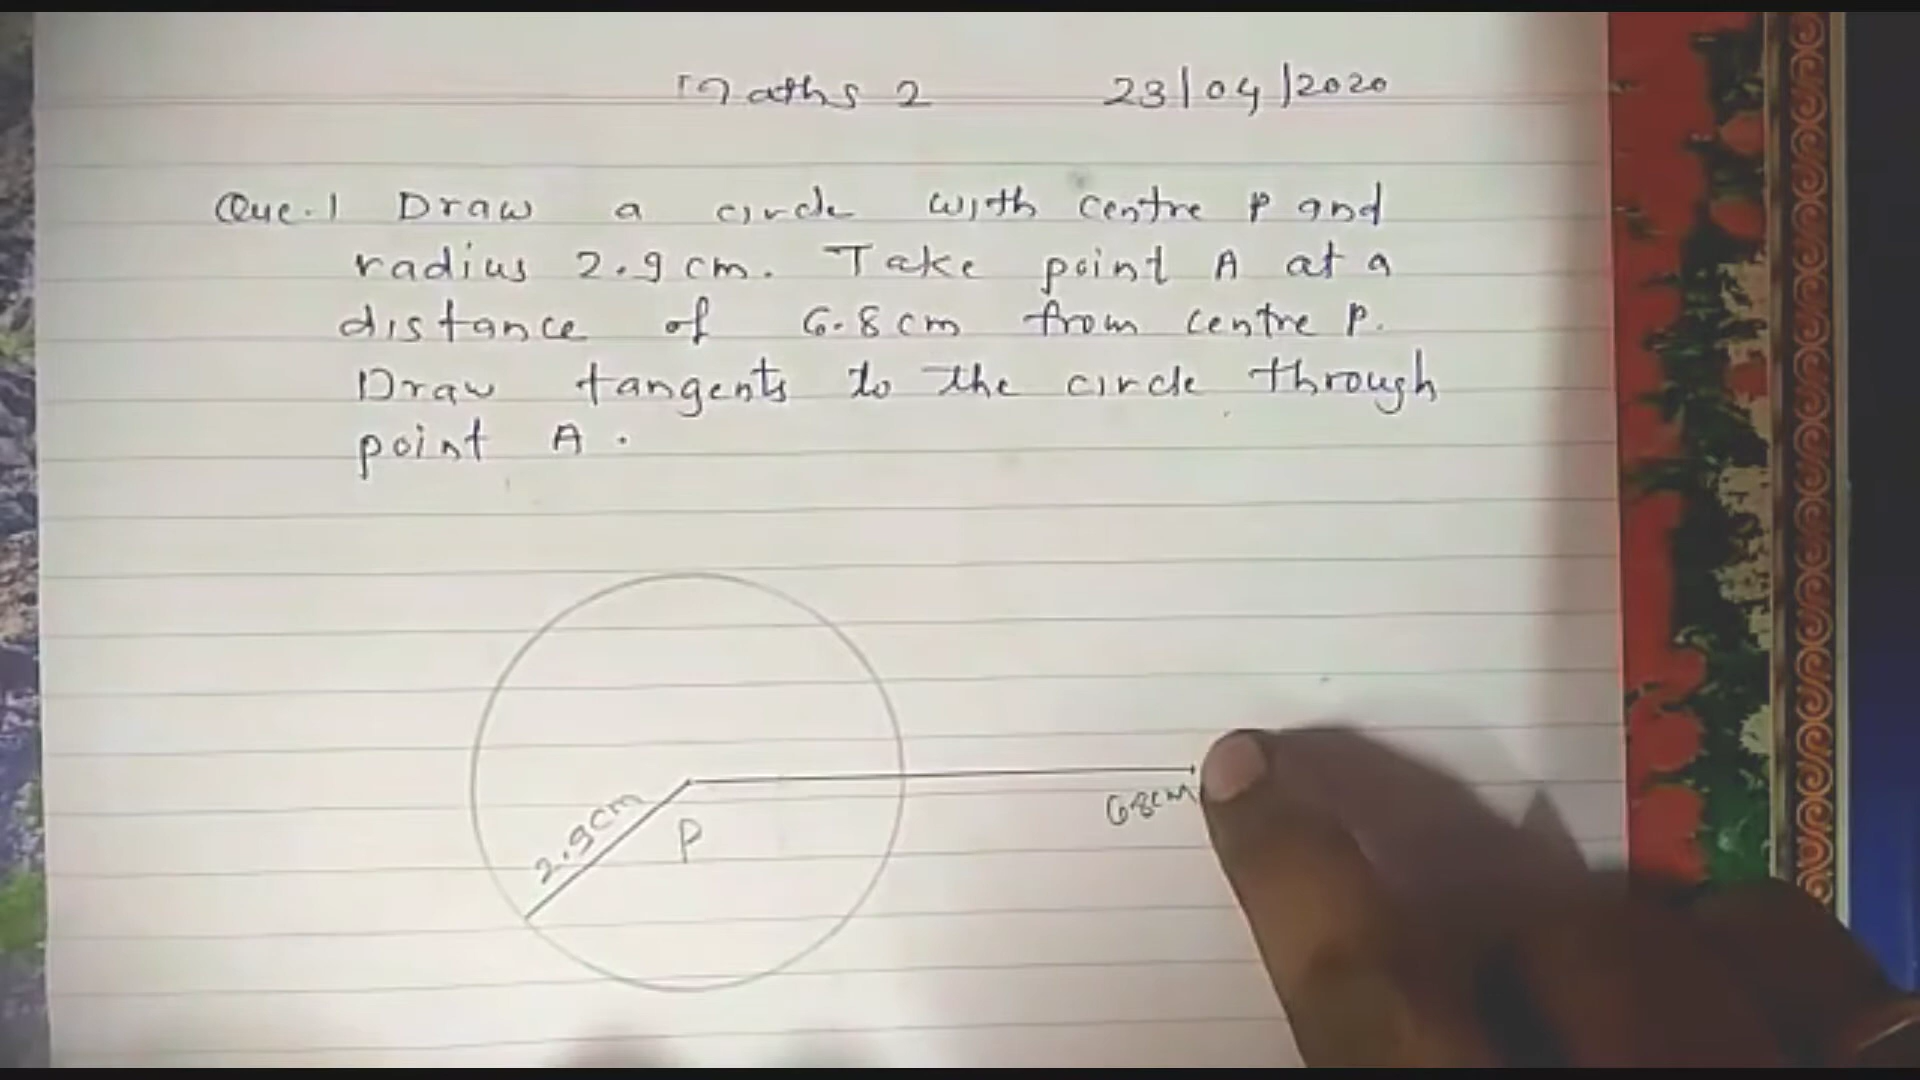 Maths 2 23/04/2020
Que.1 Draw a circle with centre P and
radius 2.9 cm. Take point A at a
distance of 6.8 cm from centre P.
Draw tangents to the circle through
point A.
2.9cm
P
6.8cm